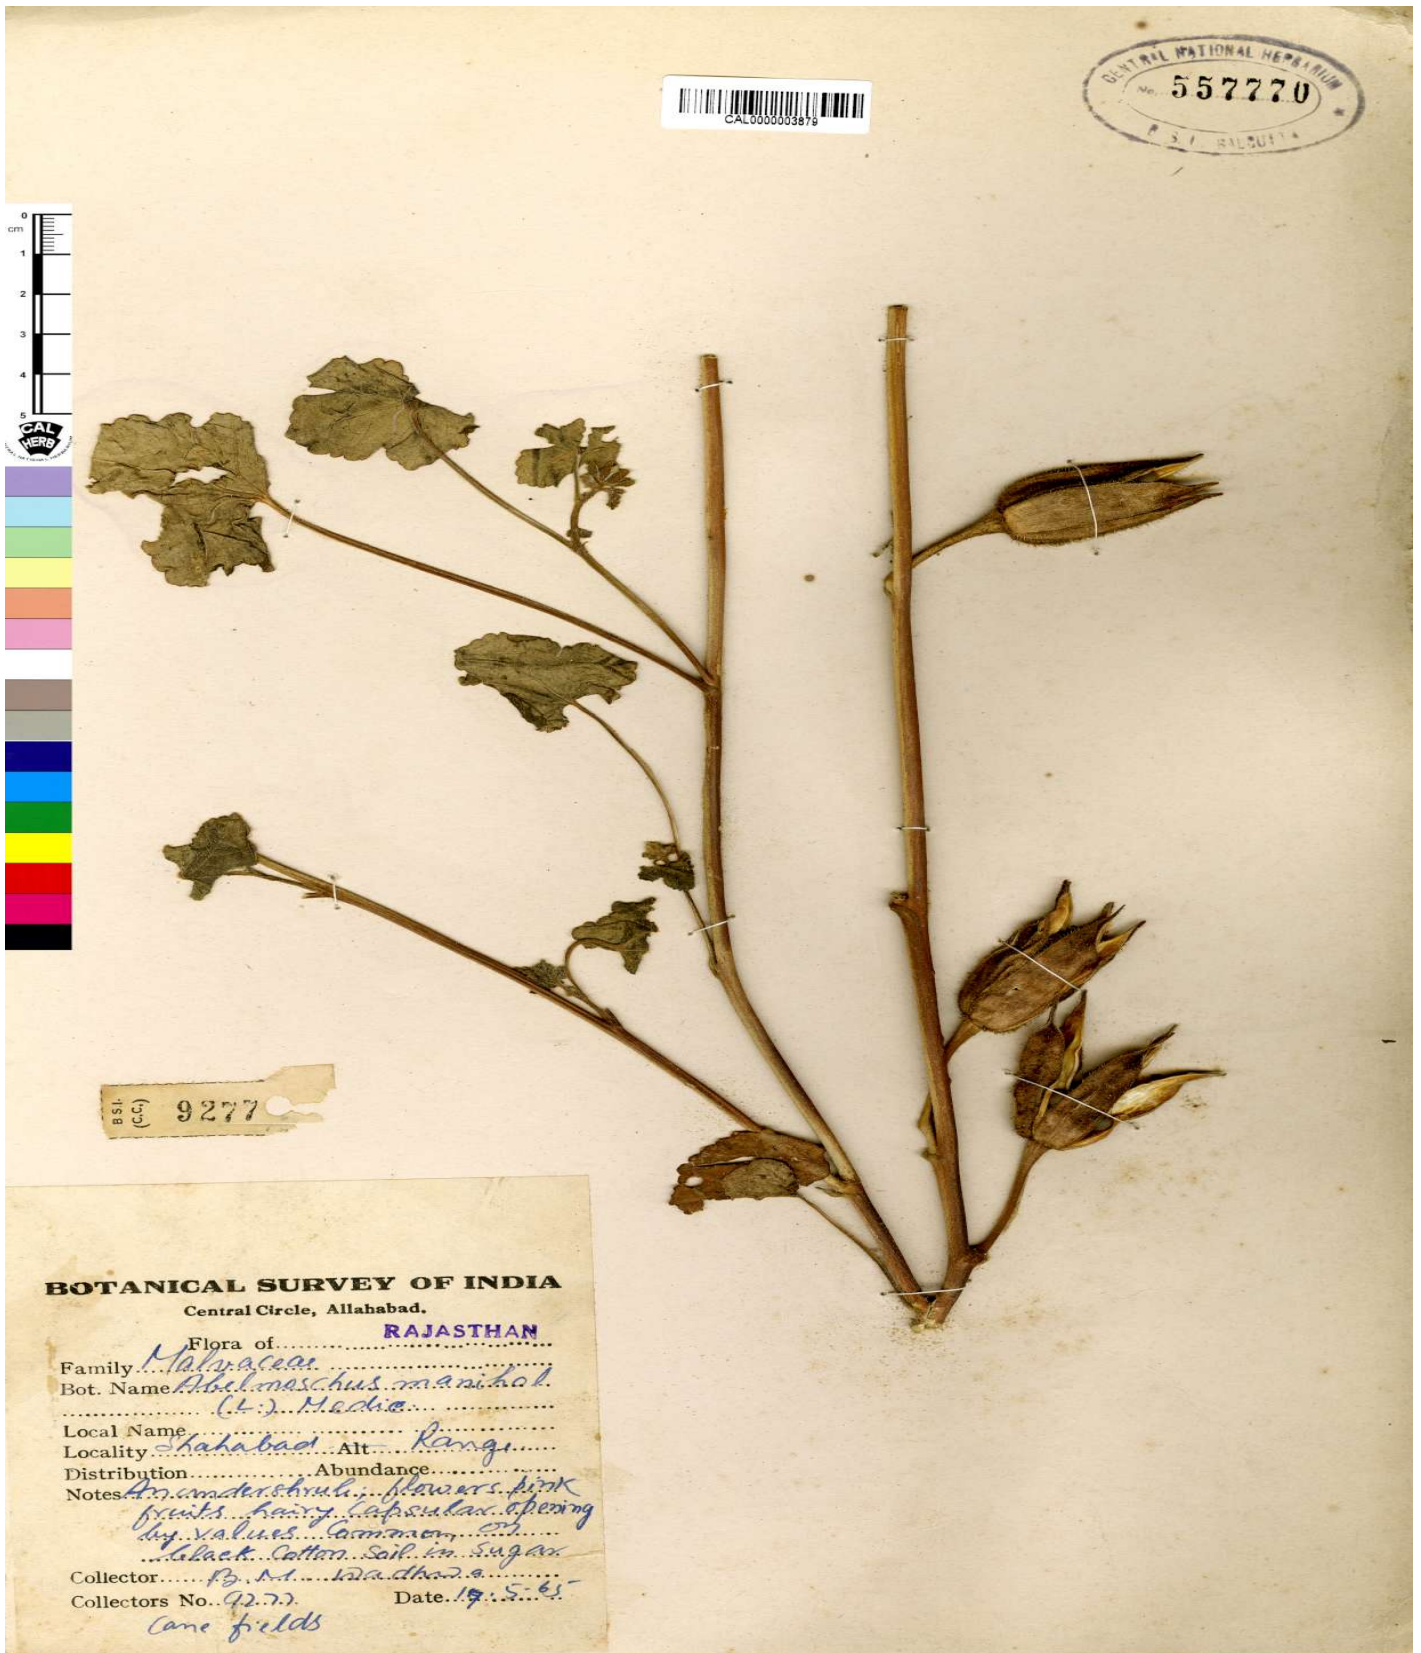 CENTRAL NATIONAL HERBARIUM
No. 557770
B. S. I. CALCUTTA
CAL0000003879
0
cm
1
2
3
4
5
CAL
HERB
B.S.I.
(C.C.)
9277
BOTANICAL SURVEY OF INDIA
Central Circle, Allahabad.
Flora of RAJASTHAN
Family Malvaceae
Bot. Name Abelmoschus manihot
(L.) Medic.
Local Name
Locality Shahabad Alt Range
Distribution Abundance
Notes An undershrub; flowers pink
fruits hairy Capsular opening
by values Common on
black Cotton Soil in Sugar
Collector B. M. Wadhwa
Collectors No. 9277 Date 5-65
Cane fields